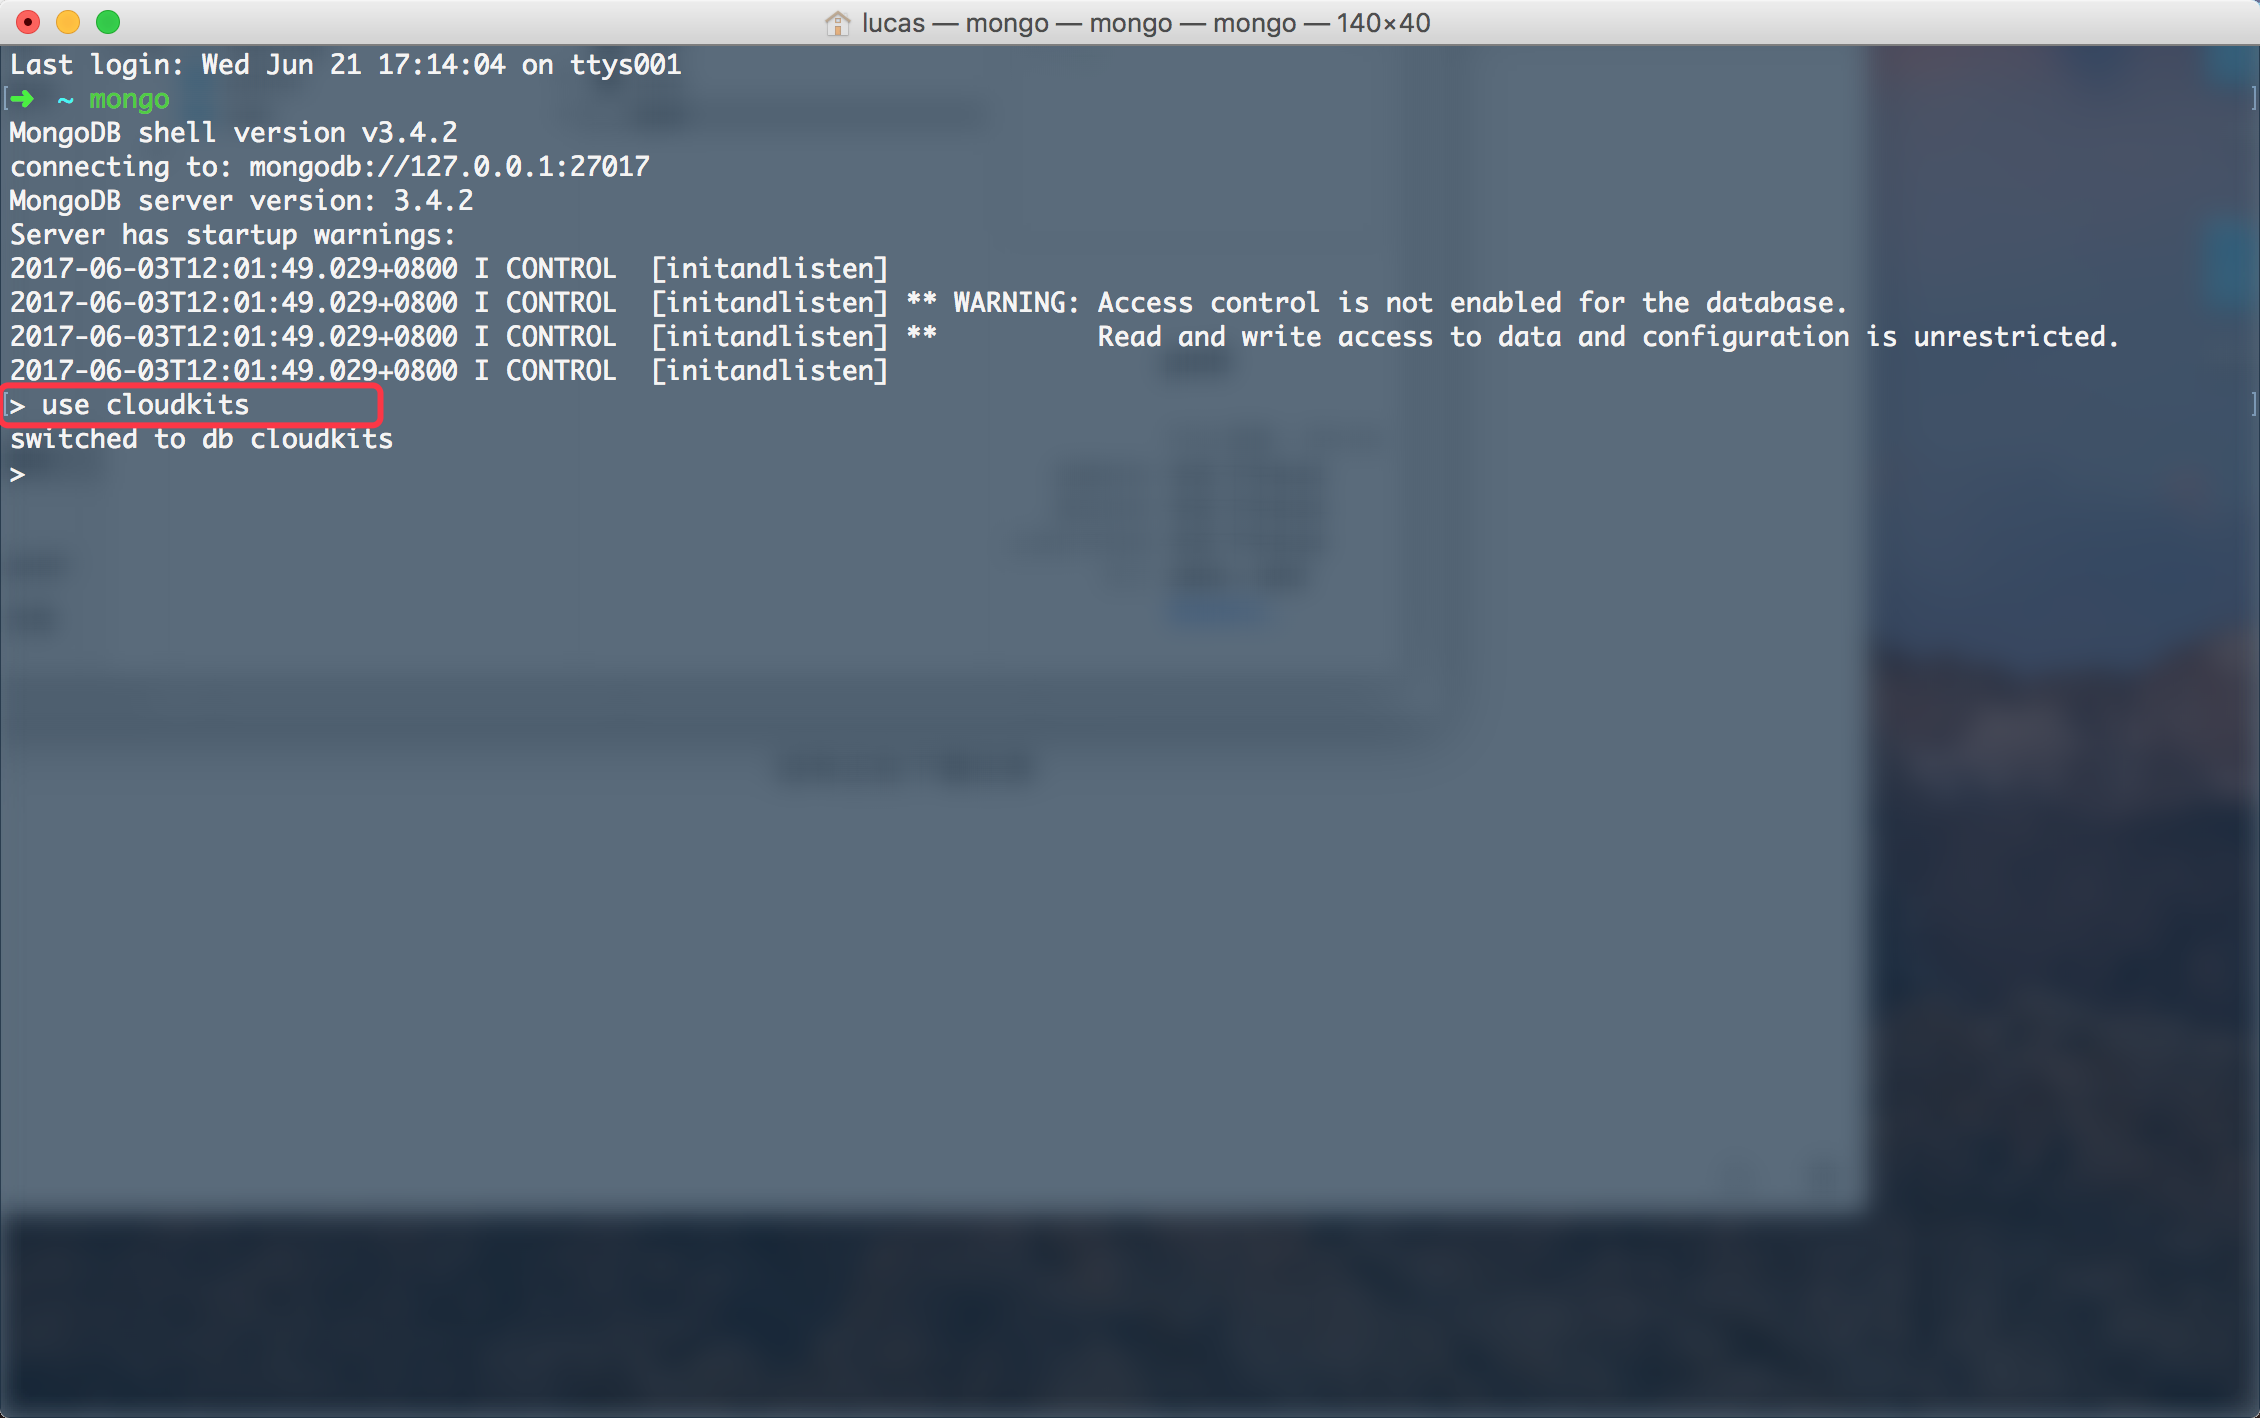 lucas — mongo — mongo — mongo — 140×40
Last login: Wed Jun 21 17:14:04 on ttys001
➜  ~ mongo
MongoDB shell version v3.4.2
connecting to: mongodb://127.0.0.1:27017
MongoDB server version: 3.4.2
Server has startup warnings:
2017-06-03T12:01:49.029+0800 I CONTROL  [initandlisten]
2017-06-03T12:01:49.029+0800 I CONTROL  [initandlisten] ** WARNING: Access control is not enabled for the database.
2017-06-03T12:01:49.029+0800 I CONTROL  [initandlisten] **          Read and write access to data and configuration is unrestricted.
2017-06-03T12:01:49.029+0800 I CONTROL  [initandlisten]
> use cloudkits
switched to db cloudkits
>